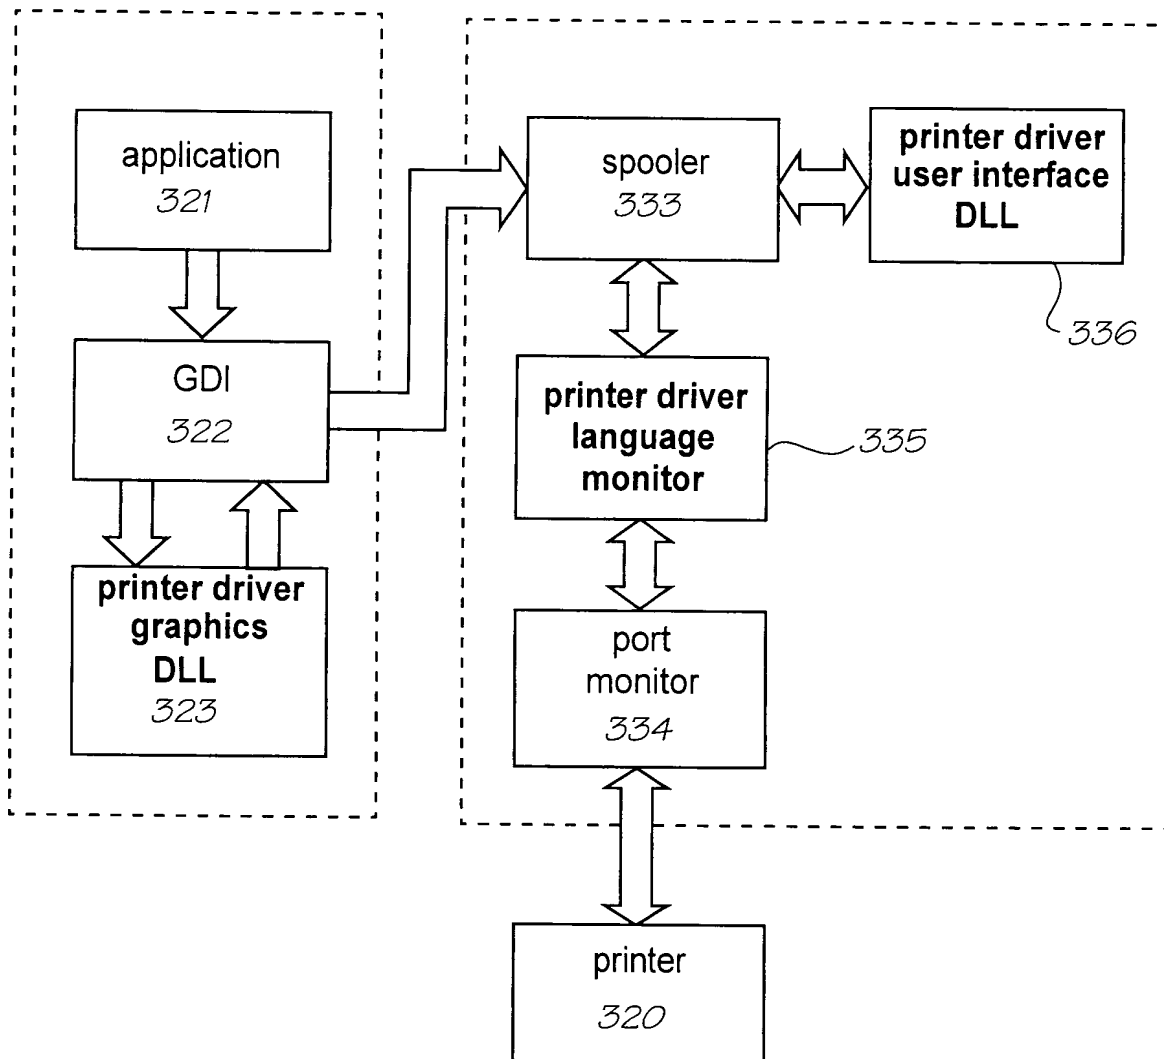 application
321
GDI
322
printer driver
graphics
DLL
323
spooler
333
printer driver
user interface
DLL
336
printer driver
language
monitor
335
port
monitor
334
printer
320